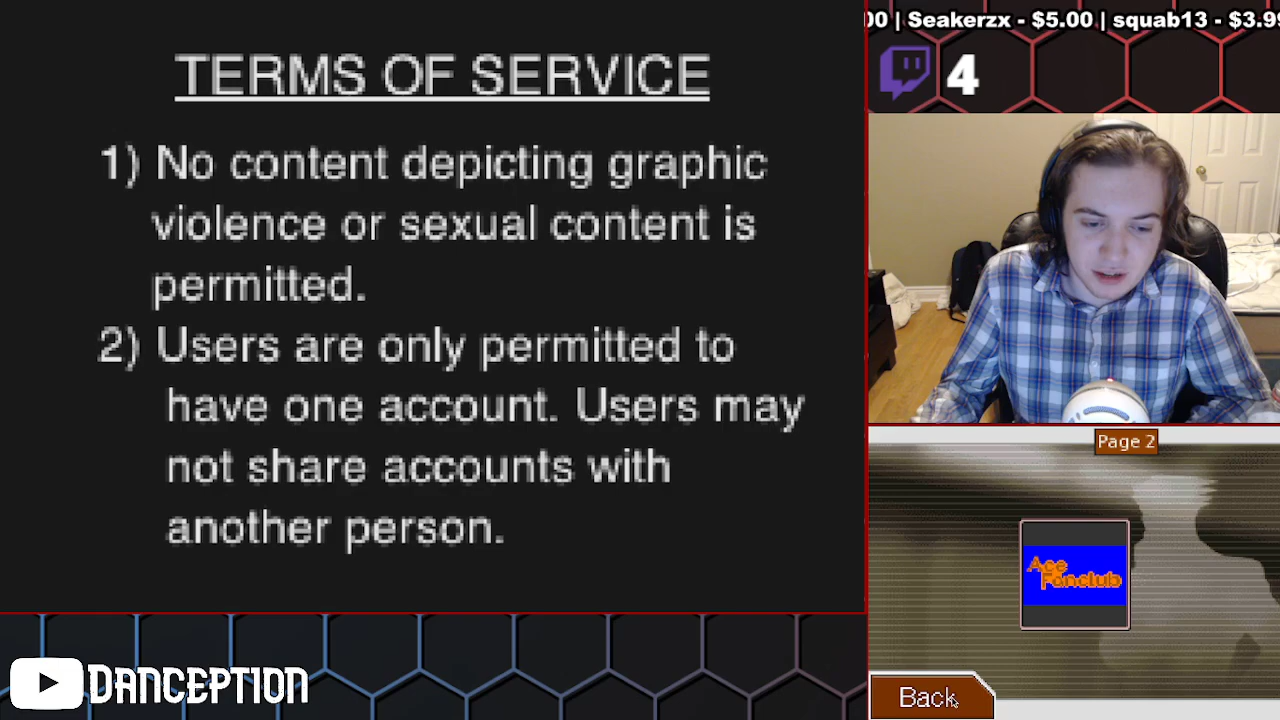 00 | Seakerzx - $5.00 | squab13 - $3.99
4
TERMS OF SERVICE
1) No content depicting graphic
violence or sexual content is
permitted.
2) Users are only permitted to
have one account. Users may
not share accounts with
another person.
Page 2
Ace
Fanclub
Back
DANCEPTION